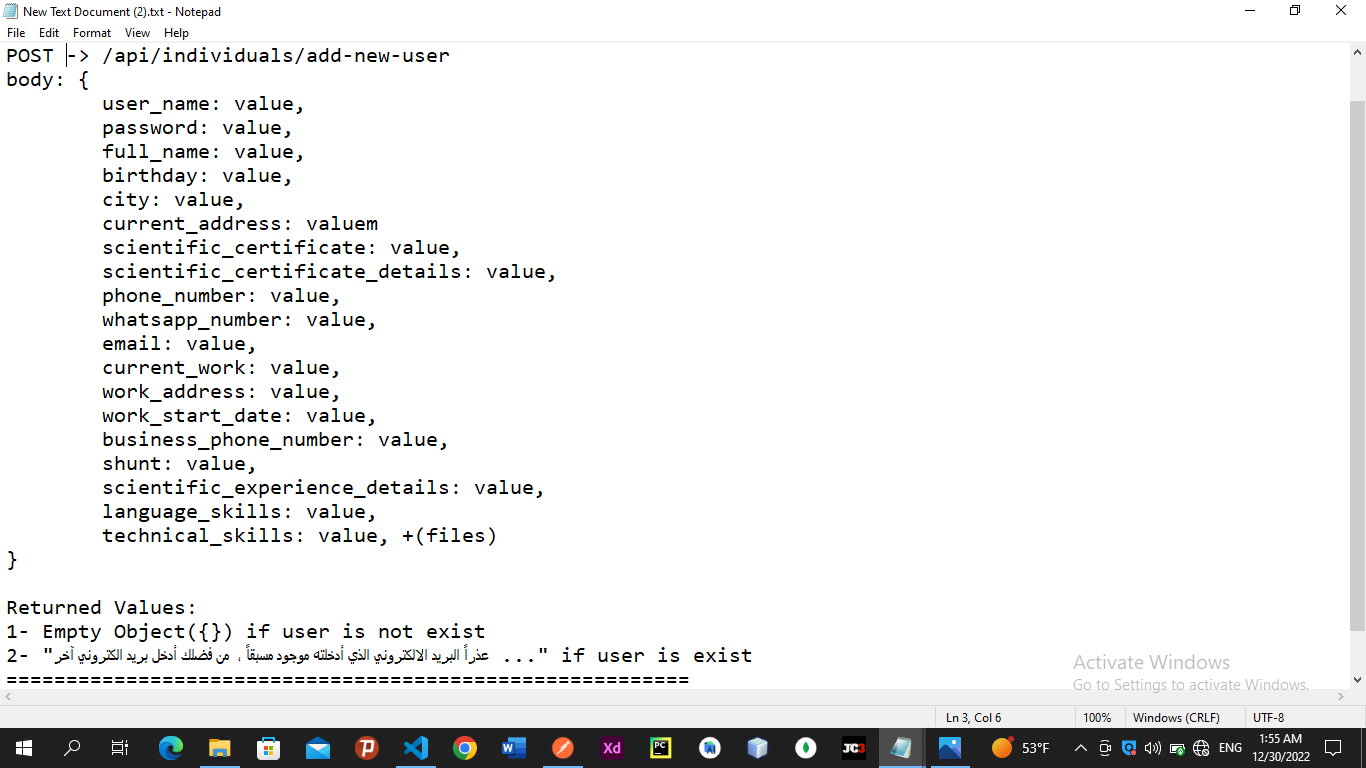 New Text Document (2).txt - Notepad
File Edit Format View Help
POST -> /api/individuals/add-new-user
body: {
user_name: value,
password: value,
full_name: value,
birthday: value,
city: value,
current_address: valuem
scientific_certificate: value,
scientific_certificate_details: value,
phone_number: value,
whatsapp_number: value,
email: value,
current_work: value,
work_address: value,
work_start_date: value,
business_phone_number: value,
shunt: value,
scientific_experience_details: value,
language_skills: value,
technical_skills: value, +(files)
}
Returned Values:
1- Empty Object({}) if user is not exist
2- "عذراً البريد الالكتروني الذي أدخلته موجود مسبقاً ، من فضلك أدخل بريد الكتروني آخر ..." if user is exist
=========================================================
Activate Windows
Go to Settings to activate Windows.
Ln 3, Col 6 100% Windows (CRLF) UTF-8
Xd PC JC3 53°F ENG 1:55 AM
12/30/2022